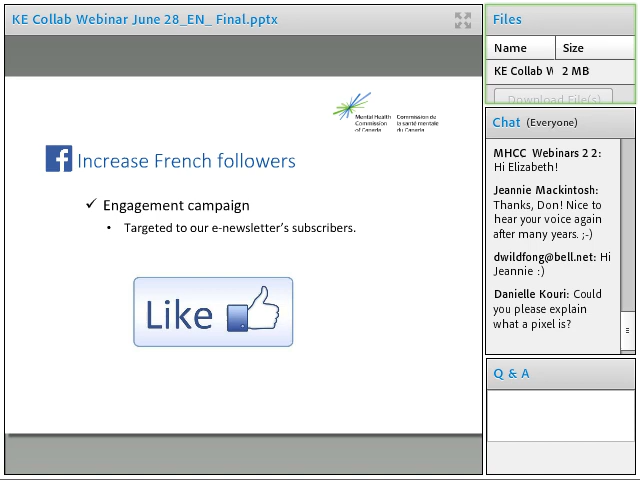 KE Collab Webinar June 28_EN_ Final.pptx
Mental Health Commission de
Commission la santé mentale
of Canada du Canada
Increase French followers
✓ Engagement campaign
• Targeted to our e-newsletter's subscribers.
Like
Files
Name Size
KE Collab W 2 MB
Download File(s)
Chat (Everyone)
MHCC Webinars 2 2:
Hi Elizabeth!
Jeannie Mackintosh:
Thanks, Don! Nice to
hear your voice again
after many years. ;-)
dwildfong@bell.net: Hi
Jeannie :)
Danielle Kouri: Could
you please explain
what a pixel is?
Q & A